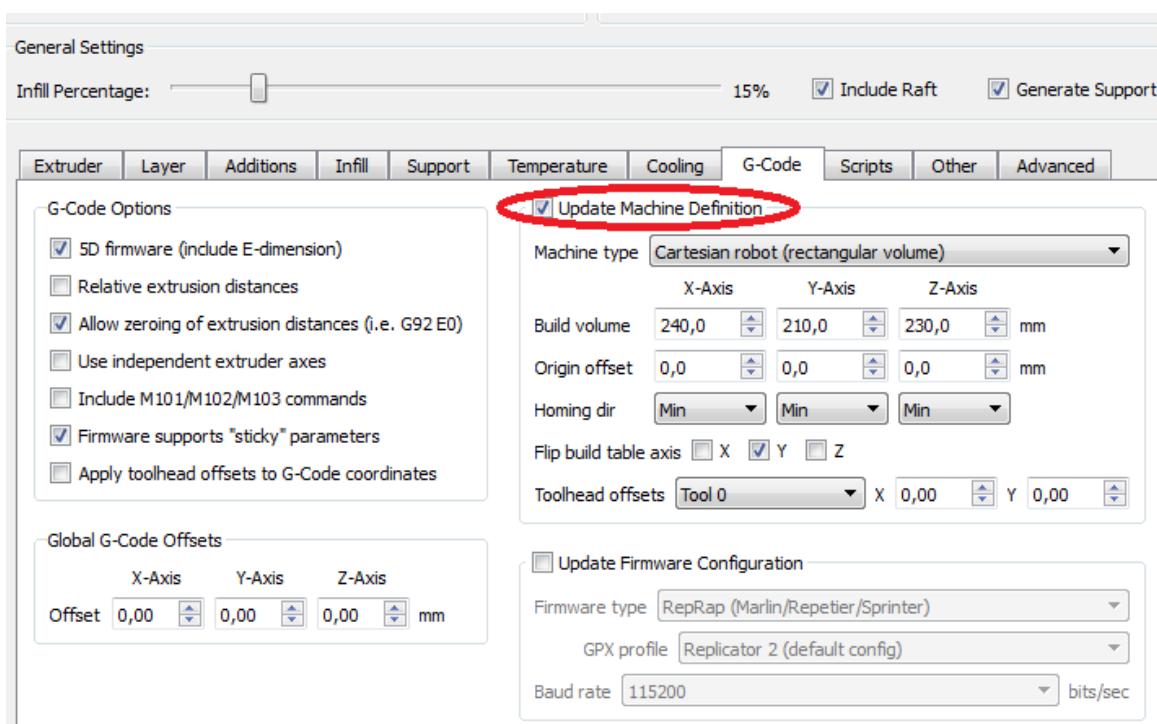 General Settings
Infill Percentage: 15% Include Raft Generate Support
Extruder Layer Additions Infill Support Temperature Cooling G-Code Scripts Other Advanced
G-Code Options
5D firmware (include E-dimension)
Relative extrusion distances
Allow zeroing of extrusion distances (i.e. G92 E0)
Use independent extruder axes
Include M101/M102/M103 commands
Firmware supports "sticky" parameters
Apply toolhead offsets to G-Code coordinates
Global G-Code Offsets
X-Axis Y-Axis Z-Axis
Offset 0,00 0,00 0,00 mm
Update Machine Definition
Machine type Cartesian robot (rectangular volume)
X-Axis Y-Axis Z-Axis
Build volume 240,0 210,0 230,0 mm
Origin offset 0,0 0,0 0,0 mm
Homing dir Min Min Min
Flip build table axis X Y Z
Toolhead offsets Tool 0 X 0,00 Y 0,00
Update Firmware Configuration
Firmware type RepRap (Marlin/Repetier/Sprinter)
GPX profile Replicator 2 (default config)
Baud rate 115200 bits/sec